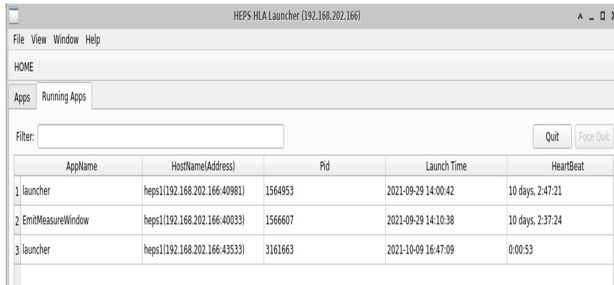 HEPS HLA Launcher (192.168.202.166)
File View Window Help
HOME
Apps Running Apps
Filter: Quit Foce Quit
AppName HostName(Address) Pid Launch Time HeartBeat
1 launcher heps1(192.168.202.166:40981) 1564953 2021-09-29 14:00:42 10 days, 2:47:21
2 EmitMeasureWindow heps1(192.168.202.166:40033) 1566607 2021-09-29 14:10:38 10 days, 2:37:24
3 launcher heps1(192.168.202.166:43533) 3161663 2021-10-09 16:47:09 0:00:53